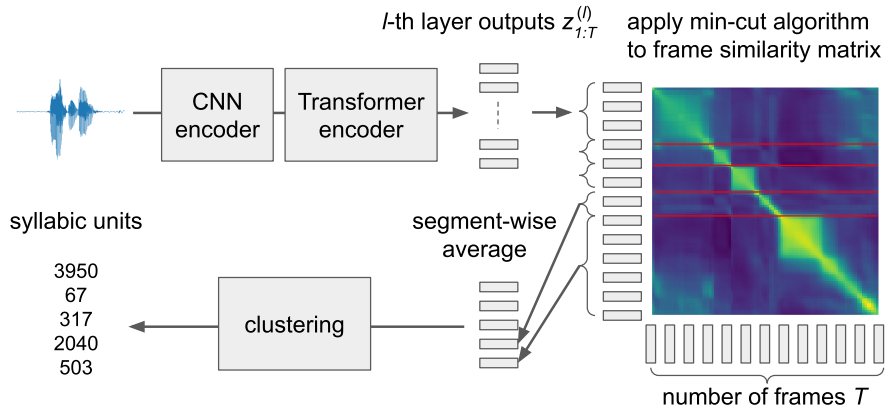 l-th layer outputs z_{1:T}^{(l)}
apply min-cut algorithm
to frame similarity matrix
CNN
encoder
Transformer
encoder
syllabic units
segment-wise
average
3950
67
317
2040
503
clustering
number of frames T